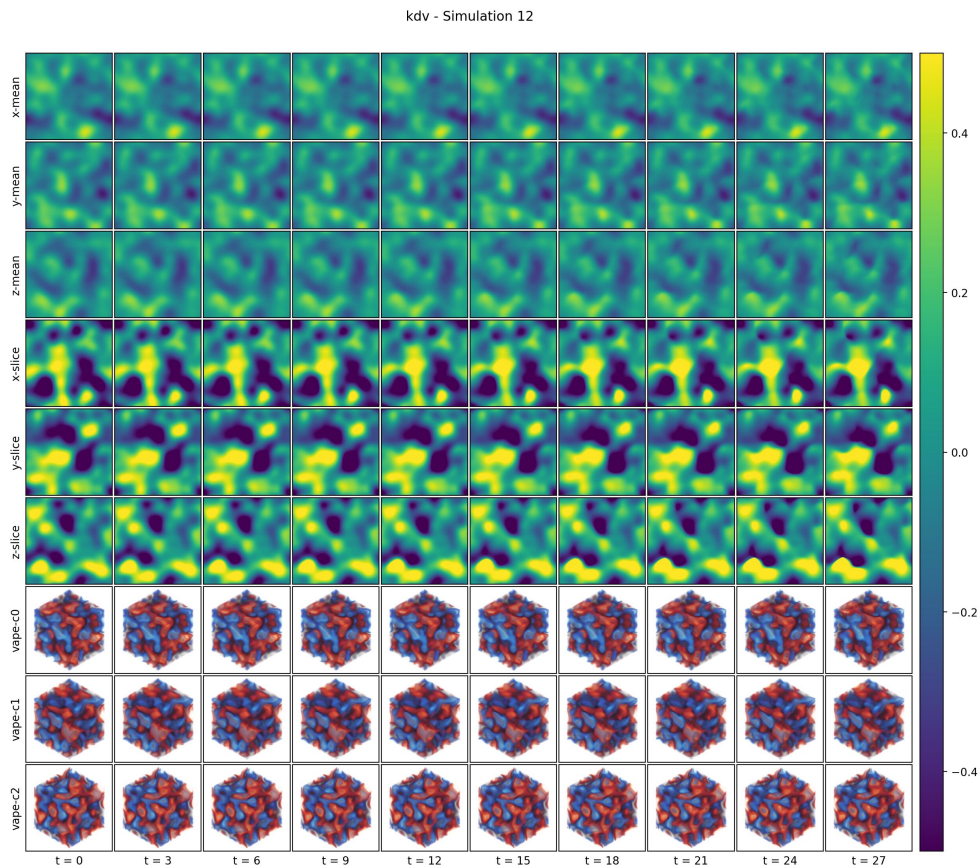 kdv - Simulation 12
x-mean
y-mean
z-mean
x-slice
y-slice
z-slice
vape-c0
vape-c1
vape-c2
t = 0 t = 3 t = 6 t = 9 t = 12 t = 15 t = 18 t = 21 t = 24 t = 27
0.4
0.2
0.0
−0.2
−0.4